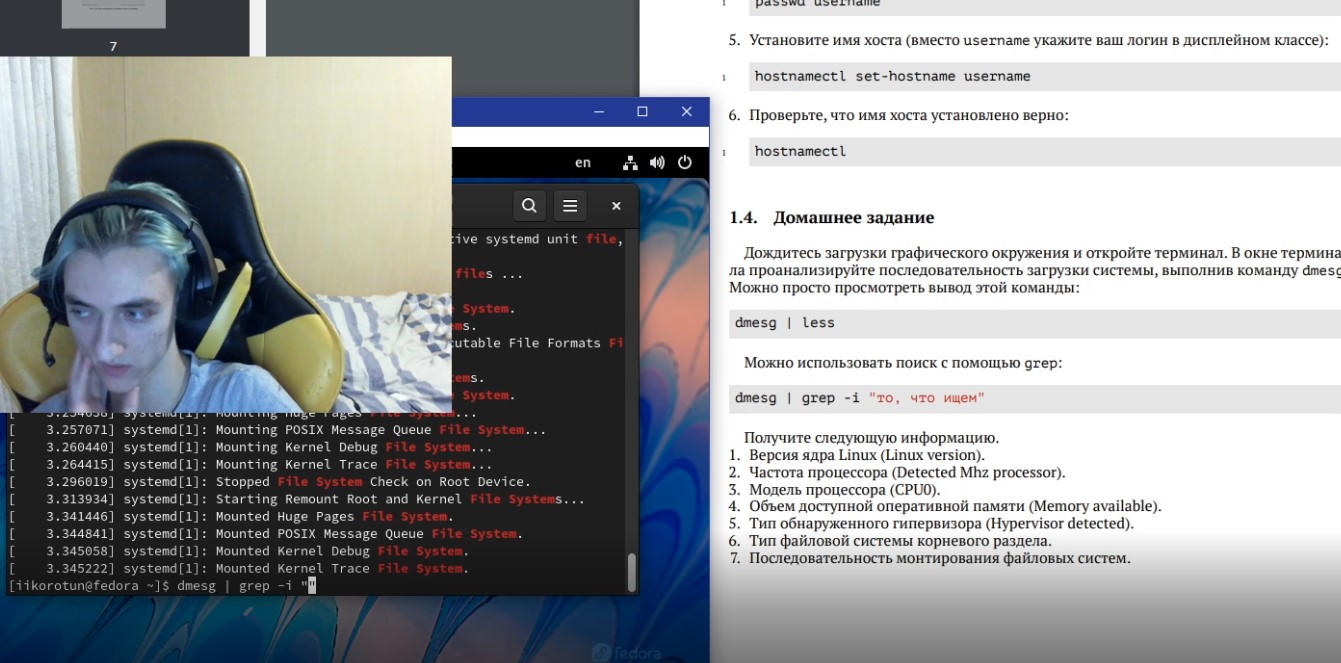 7
1 passwd username
5. Установите имя хоста (вместо username укажите ваш логин в дисплейном классе):
1 hostnamectl set-hostname username
6. Проверьте, что имя хоста установлено верно:
1 hostnamectl
1.4. Домашнее задание
Дождитесь загрузки графического окружения и откройте терминал. В окне термина
ла проанализируйте последовательность загрузки системы, выполнив команду dmesg
Можно просто просмотреть вывод этой команды:
dmesg | less
Можно использовать поиск с помощью grep:
dmesg | grep -i "то, что ищем"
Получите следующую информацию.
1. Версия ядра Linux (Linux version).
2. Частота процессора (Detected Mhz processor).
3. Модель процессора (CPU0).
4. Объем доступной оперативной памяти (Memory available).
5. Тип обнаруженного гипервизора (Hypervisor detected).
6. Тип файловой системы корневого раздела.
7. Последовательность монтирования файловых систем.
en
tive systemd unit file,
files ...
System.
ms.
cutable File Formats Fi
ems.
System.
[ 3.254638] systemd[1]: Mounting Huge Pages File System...
[ 3.257071] systemd[1]: Mounting POSIX Message Queue File System...
[ 3.260440] systemd[1]: Mounting Kernel Debug File System...
[ 3.264415] systemd[1]: Mounting Kernel Trace File System...
[ 3.296019] systemd[1]: Stopped File System Check on Root Device.
[ 3.313934] systemd[1]: Starting Remount Root and Kernel File Systems...
[ 3.341446] systemd[1]: Mounted Huge Pages File System.
[ 3.344841] systemd[1]: Mounted POSIX Message Queue File System.
[ 3.345058] systemd[1]: Mounted Kernel Debug File System.
[ 3.345222] systemd[1]: Mounted Kernel Trace File System.
[iikorotun@fedora ~]$ dmesg | grep -i ""
fedora